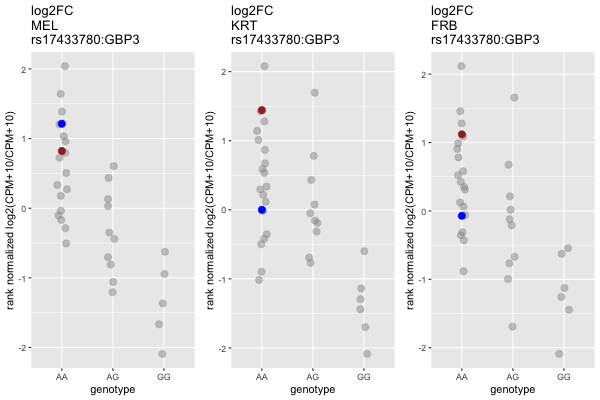 log2FC
MEL
rs17433780:GBP3
rank normalized log2(CPM+10/CPM+10)
2
1
0
-1
-2
AA
AG
GG
genotype
log2FC
KRT
rs17433780:GBP3
rank normalized log2(CPM+10/CPM+10)
2
1
0
-1
-2
AA
AG
GG
genotype
log2FC
FRB
rs17433780:GBP3
rank normalized log2(CPM+10/CPM+10)
2
1
0
-1
-2
AA
AG
GG
genotype